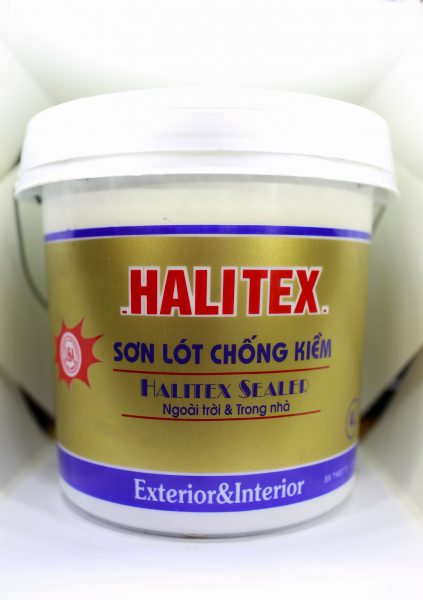 HALITEX
SƠN LÓT CHỐNG KIỀM
HALITEX SEALER
Ngoài trời & Trong nhà
Exterior&Interior